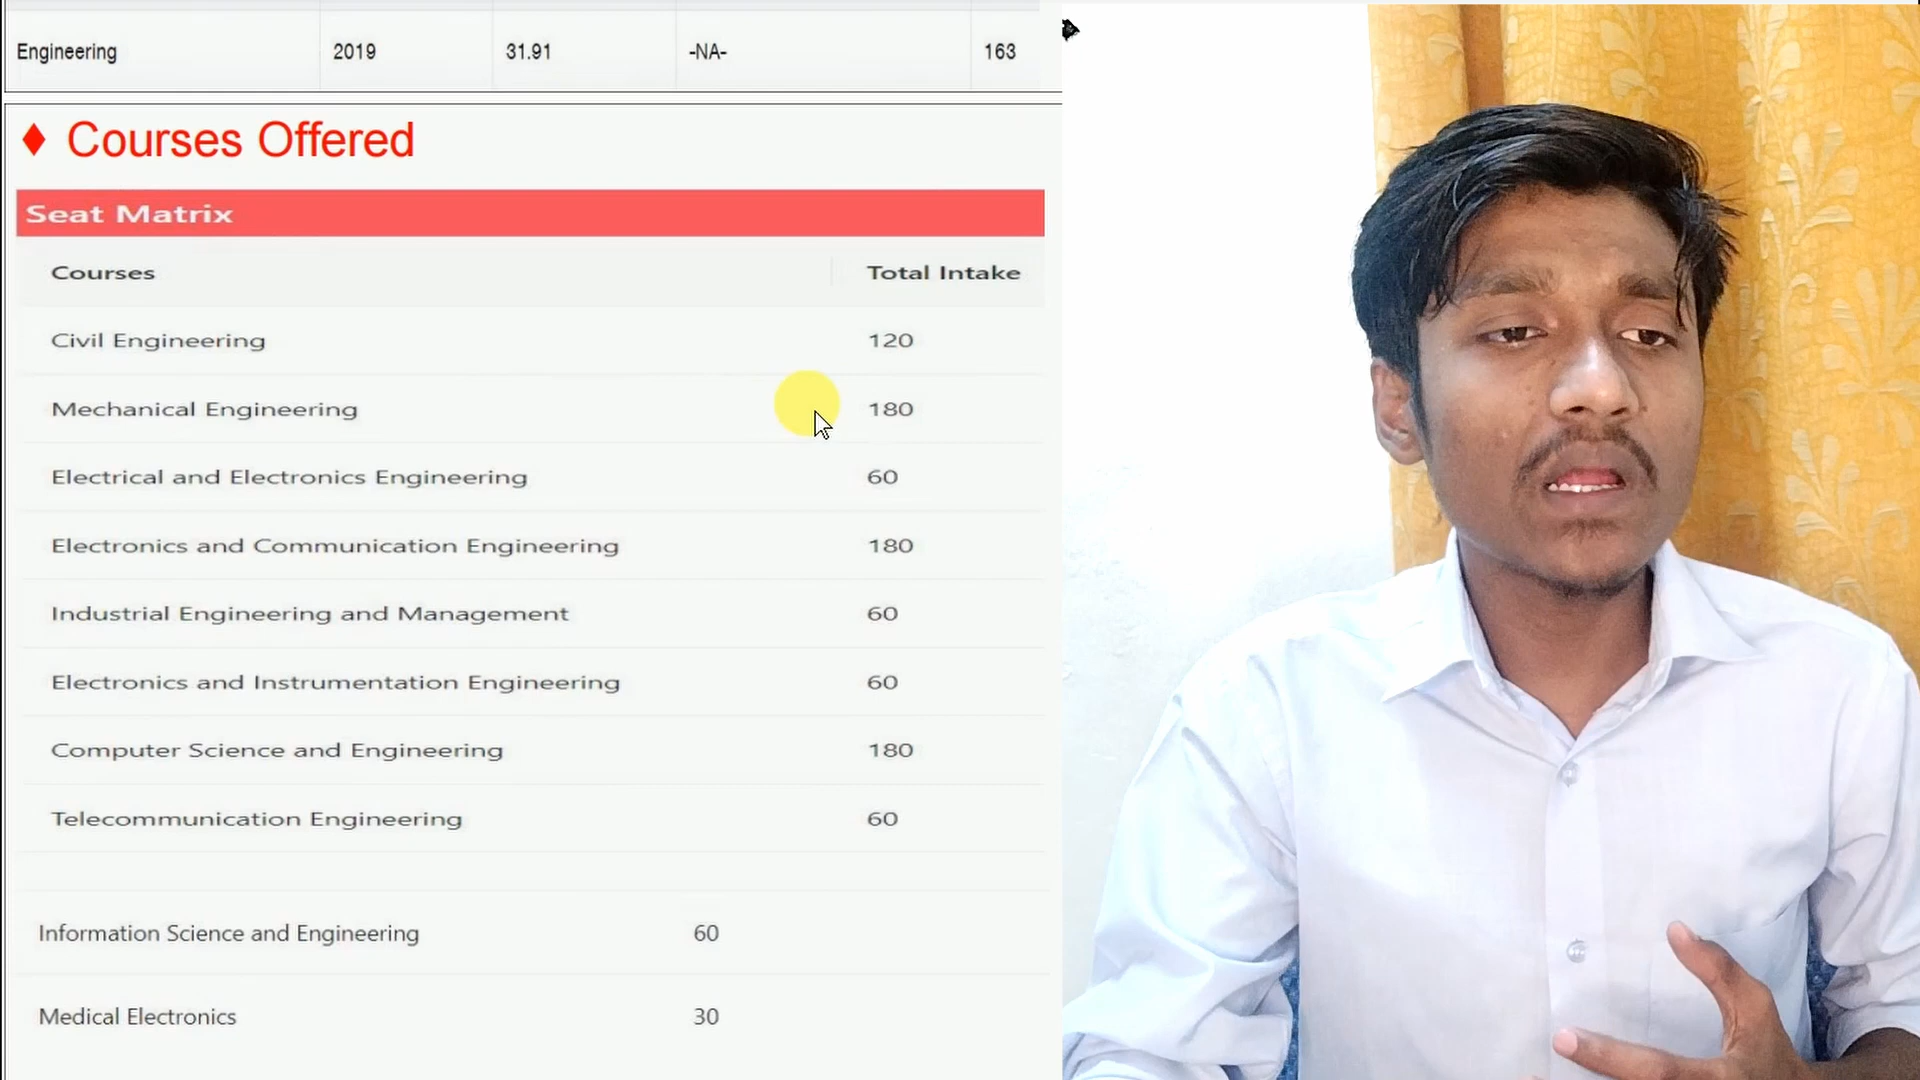 Engineering 2019 31.91 -NA- 163
♦ Courses Offered
Seat Matrix
Courses Total Intake
Civil Engineering 120
Mechanical Engineering 180
Electrical and Electronics Engineering 60
Electronics and Communication Engineering 180
Industrial Engineering and Management 60
Electronics and Instrumentation Engineering 60
Computer Science and Engineering 180
Telecommunication Engineering 60
Information Science and Engineering 60
Medical Electronics 30